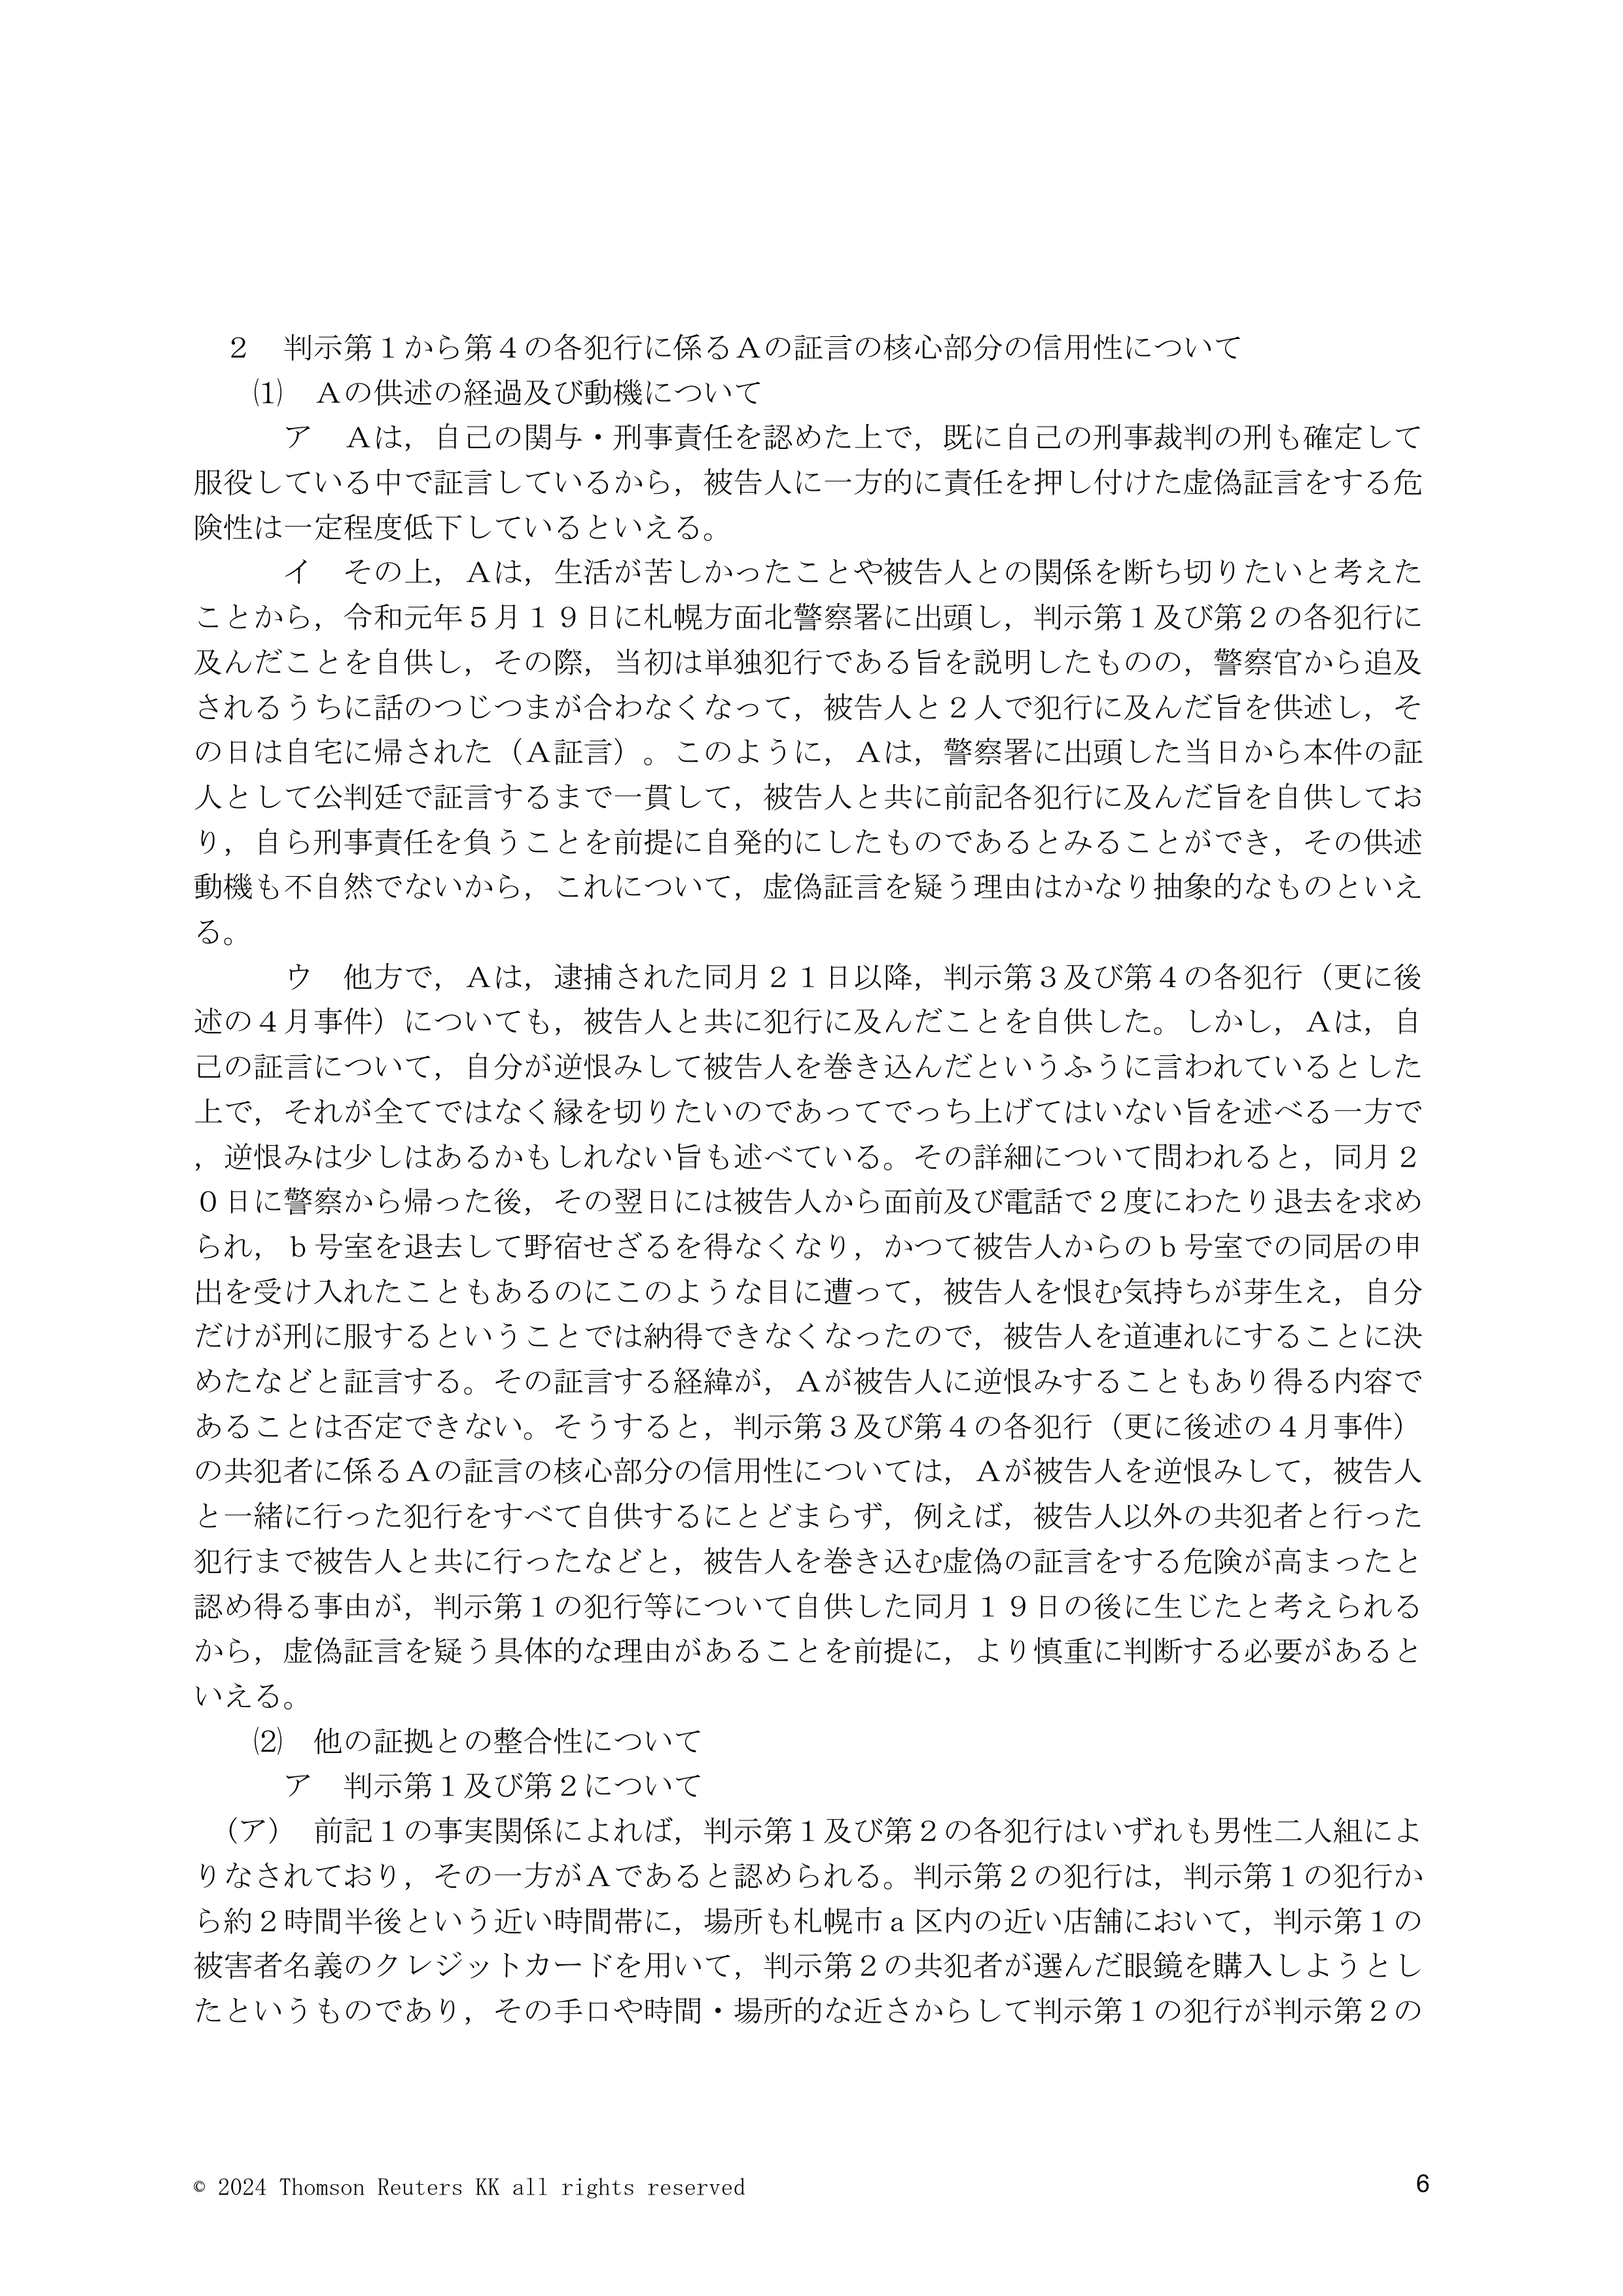 ２　判示第１から第４の各犯行に係るＡの証言の核心部分の信用性について
⑴　Ａの供述の経過及び動機について
ア　Ａは，自己の関与・刑事責任を認めた上で，既に自己の刑事裁判の刑も確定して
服役している中で証言しているから，被告人に一方的に責任を押し付けた虚偽証言をする危
険性は一定程度低下しているといえる。
イ　その上，Ａは，生活が苦しかったことや被告人との関係を断ち切りたいと考えた
ことから，令和元年５月１９日に札幌方面北警察署に出頭し，判示第１及び第２の各犯行に
及んだことを自供し，その際，当初は単独犯行である旨を説明したものの，警察官から追及
されるうちに話のつじつまが合わなくなって，被告人と２人で犯行に及んだ旨を供述し，そ
の日は自宅に帰された（Ａ証言）。このように，Ａは，警察署に出頭した当日から本件の証
人として公判廷で証言するまで一貫して，被告人と共に前記各犯行に及んだ旨を自供してお
り，自ら刑事責任を負うことを前提に自発的にしたものであるとみることができ，その供述
動機も不自然でないから，これについて，虚偽証言を疑う理由はかなり抽象的なものといえ
る。
ウ　他方で，Ａは，逮捕された同月２１日以降，判示第３及び第４の各犯行（更に後
述の４月事件）についても，被告人と共に犯行に及んだことを自供した。しかし，Ａは，自
己の証言について，自分が逆恨みして被告人を巻き込んだというふうに言われているとした
上で，それが全てではなく縁を切りたいのであってでっち上げてはいない旨を述べる一方で
，逆恨みは少しはあるかもしれない旨も述べている。その詳細について問われると，同月２
０日に警察から帰った後，その翌日には被告人から面前及び電話で２度にわたり退去を求め
られ，ｂ号室を退去して野宿せざるを得なくなり，かつて被告人からのｂ号室での同居の申
出を受け入れたこともあるのにこのような目に遭って，被告人を恨む気持ちが芽生え，自分
だけが刑に服するということでは納得できなくなったので，被告人を道連れにすることに決
めたなどと証言する。その証言する経緯が，Ａが被告人に逆恨みすることもあり得る内容で
あることは否定できない。そうすると，判示第３及び第４の各犯行（更に後述の４月事件）
の共犯者に係るＡの証言の核心部分の信用性については，Ａが被告人を逆恨みして，被告人
と一緒に行った犯行をすべて自供するにとどまらず，例えば，被告人以外の共犯者と行った
犯行まで被告人と共に行ったなどと，被告人を巻き込む虚偽の証言をする危険が高まったと
認め得る事由が，判示第１の犯行等について自供した同月１９日の後に生じたと考えられる
から，虚偽証言を疑う具体的な理由があることを前提に，より慎重に判断する必要があると
いえる。
⑵　他の証拠との整合性について
ア　判示第１及び第２について
（ア）　前記１の事実関係によれば，判示第１及び第２の各犯行はいずれも男性二人組によ
りなされており，その一方がＡであると認められる。判示第２の犯行は，判示第１の犯行か
ら約２時間半後という近い時間帯に，場所も札幌市ａ区内の近い店舗において，判示第１の
被害者名義のクレジットカードを用いて，判示第２の共犯者が選んだ眼鏡を購入しようとし
たというものであり，その手口や時間・場所的な近さからして判示第１の犯行が判示第２の
© 2024 Thomson Reuters KK all rights reserved
6